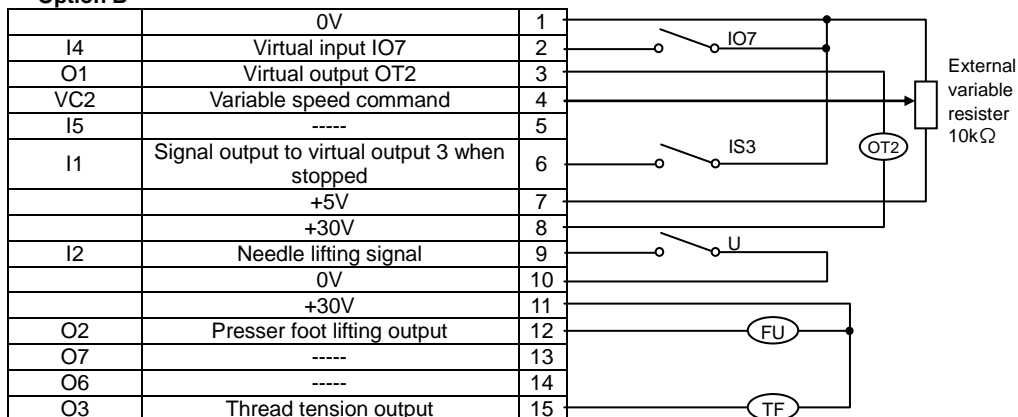 Option B
0V 1
I4 Virtual input IO7 2 IO7
O1 Virtual output OT2 3
VC2 Variable speed command 4
External
variable
resister
10kΩ
I5 ----- 5
I1 Signal output to virtual output 3 when
stopped 6 IS3
OT2
+5V 7
+30V 8
I2 Needle lifting signal 9 U
0V 10
+30V 11
O2 Presser foot lifting output 12 FU
O7 ----- 13
O6 ----- 14
O3 Thread tension output 15 TF